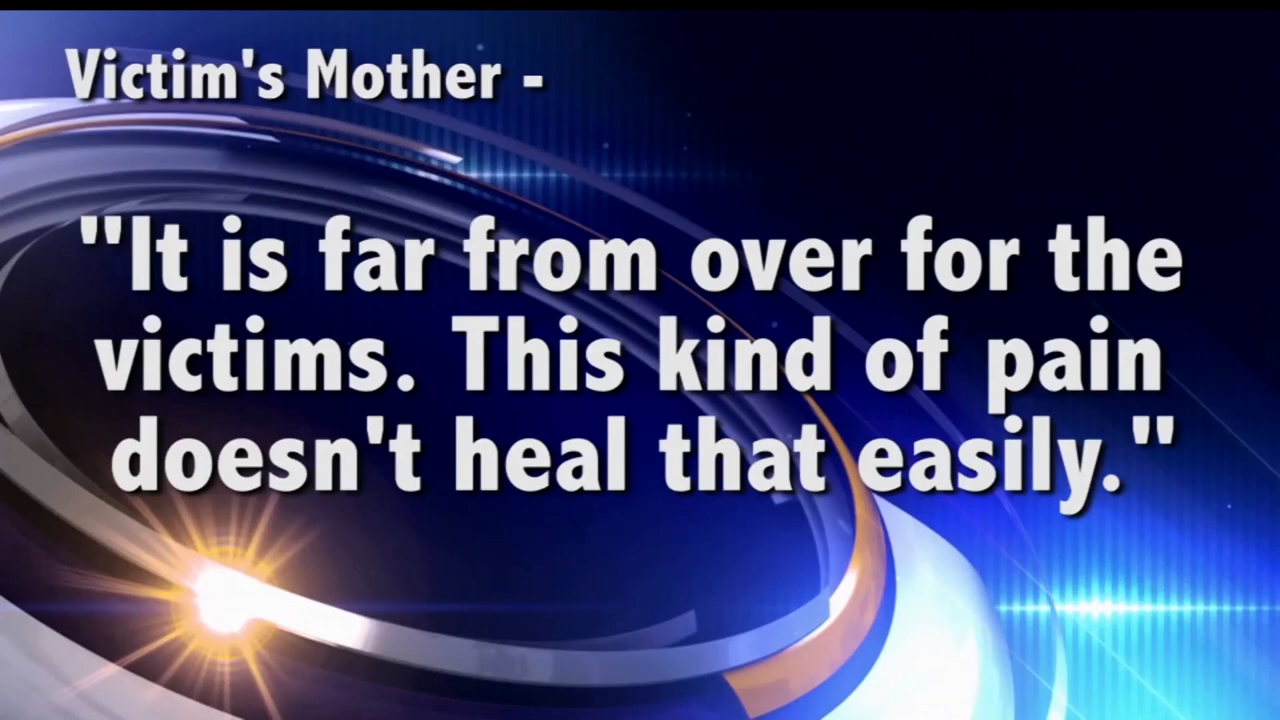 Victim's Mother -
"It is far from over for the
victims. This kind of pain
doesn't heal that easily."